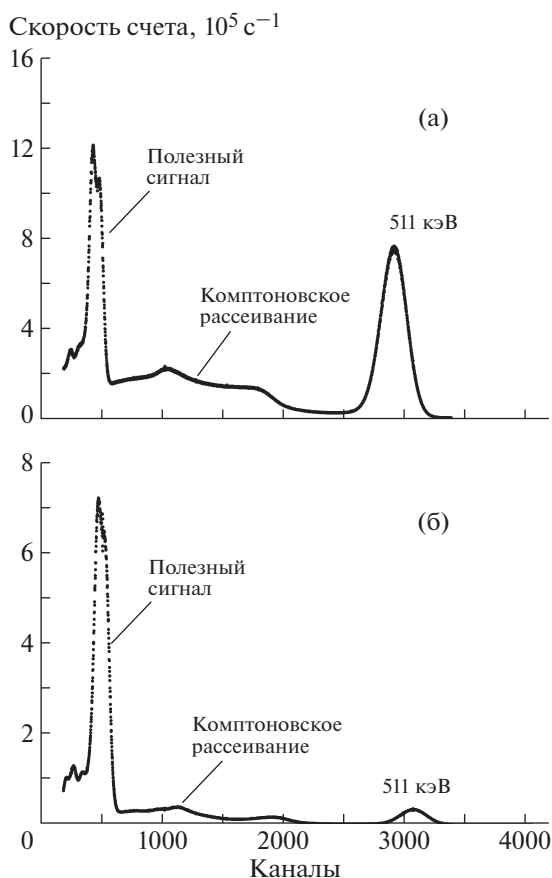 Скорость счета, 10⁵ с⁻¹
16
(а)
12
Полезный
сигнал
511 кэВ
8
Комптоновское
рассеивание
4
0
8
(б)
6
Полезный
сигнал
4
Комптоновское
рассеивание
2
511 кэВ
0 1000 2000 3000 4000
Каналы